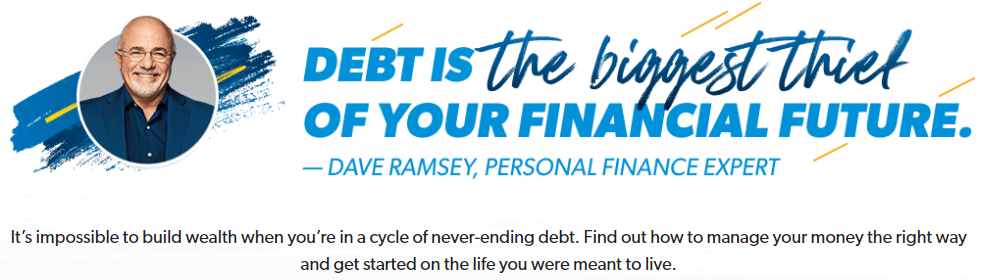 DEBT IS the biggest thief
OF YOUR FINANCIAL FUTURE.
— DAVE RAMSEY, PERSONAL FINANCE EXPERT
It’s impossible to build wealth when you’re in a cycle of never-ending debt. Find out how to manage your money the right way
and get started on the life you were meant to live.